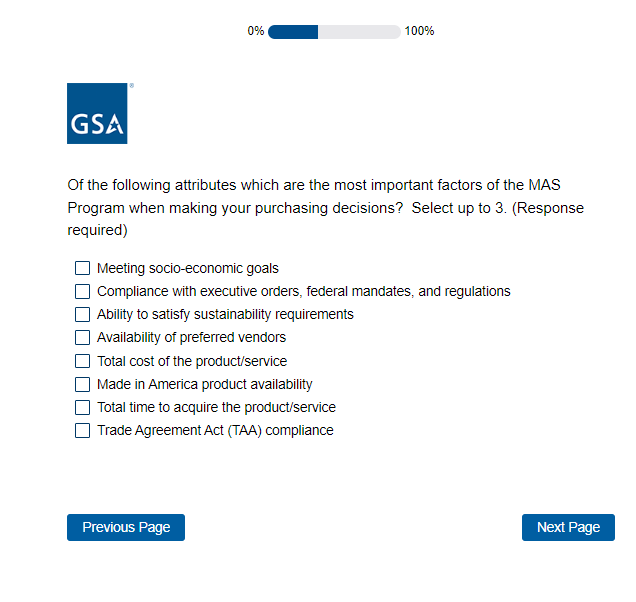 0% 100%
GSA®
Of the following attributes which are the most important factors of the MAS
Program when making your purchasing decisions?  Select up to 3. (Response
required)
Meeting socio-economic goals
Compliance with executive orders, federal mandates, and regulations
Ability to satisfy sustainability requirements
Availability of preferred vendors
Total cost of the product/service
Made in America product availability
Total time to acquire the product/service
Trade Agreement Act (TAA) compliance
Previous Page Next Page